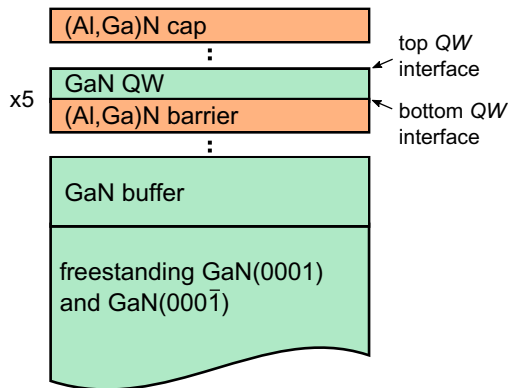 (Al,Ga)N cap
top QW
interface
GaN QW
x5
(Al,Ga)N barrier
bottom QW
interface
GaN buffer
freestanding GaN(0001)
and GaN(0001̄)